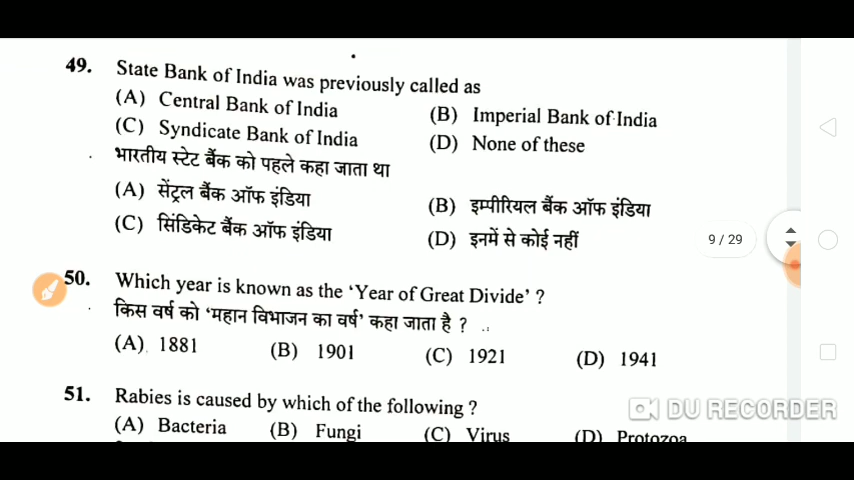 49. State Bank of India was previously called as
(A) Central Bank of India (B) Imperial Bank of India
(C) Syndicate Bank of India (D) None of these
भारतीय स्टेट बैंक को पहले कहा जाता था
(A) सेंट्रल बैंक ऑफ इंडिया (B) इम्पीरियल बैंक ऑफ इंडिया
(C) सिंडिकेट बैंक ऑफ इंडिया (D) इनमें से कोई नहीं
9 / 29
50. Which year is known as the ‘Year of Great Divide’ ?
किस वर्ष को ‘महान विभाजन का वर्ष’ कहा जाता है ?
(A) 1881 (B) 1901 (C) 1921 (D) 1941
51. Rabies is caused by which of the following ?
(A) Bacteria (B) Fungi (C) Virus (D) Protozoa
DU RECORDER